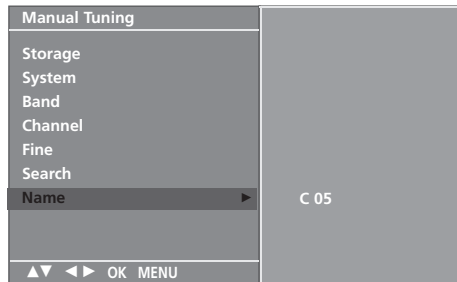 Manual Tuning
Storage
System
Band
Channel
Fine
Search
Name ▶ C 05
▲▼ ◀▶ OK MENU